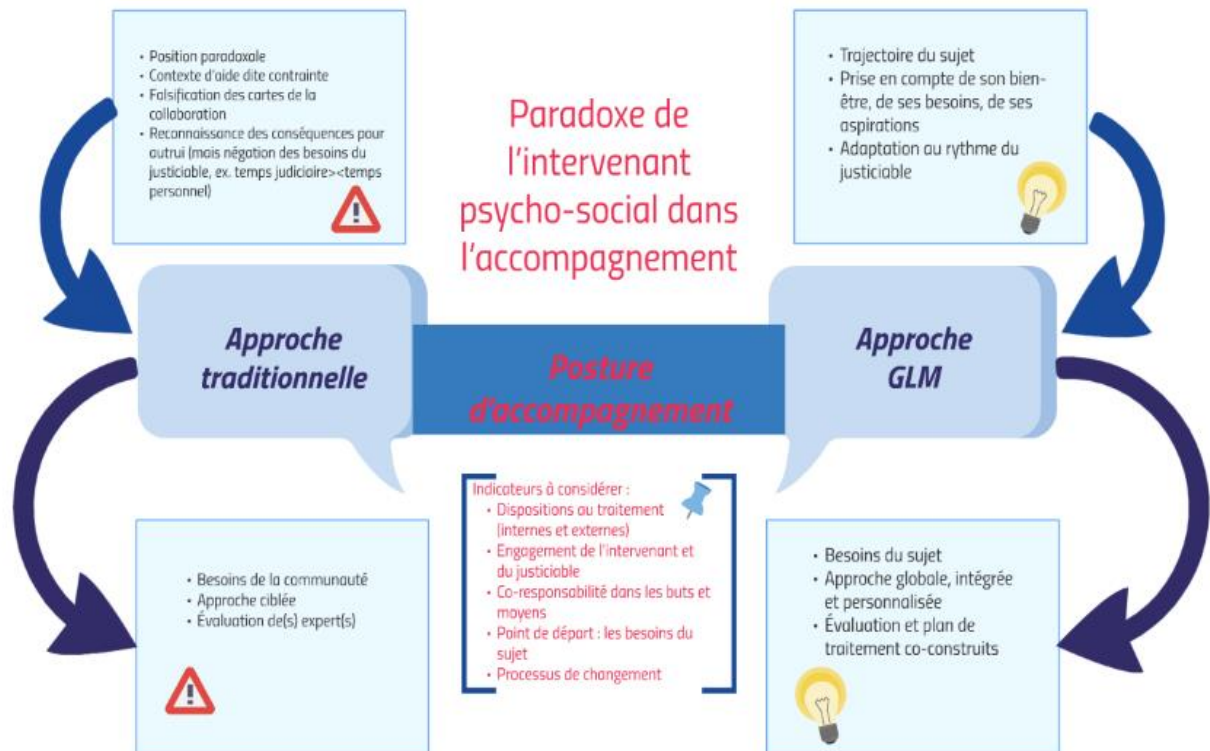 • Position paradoxale
• Contexte d'aide dite contrainte
• Falsification des cartes de la
collaboration
• Reconnaissance des conséquences pour
autrui (mais négation des besoins du
justiciable, ex. temps judiciaire><temps
personnel)
Paradoxe de
l'intervenant
psycho-social dans
l'accompagnement
• Trajectoire du sujet
• Prise en compte de son bien-
être, de ses besoins, de ses
aspirations
• Adaptation au rythme du
justiciable
Approche
traditionnelle
Posture
d'accompagnement
Approche
GLM
• Besoins de la communauté
• Approche ciblée
• Évaluation de(s) expert(s)
Indicateurs à considérer :
• Dispositions au traitement
(internes et externes)
• Engagement de l'intervenant et
du justiciable
• Co-responsabilité dans les buts et
moyens
• Point de départ : les besoins du
sujet
• Processus de changement
• Besoins du sujet
• Approche globale, intégrée
et personnalisée
• Évaluation et plan de
traitement co-construits